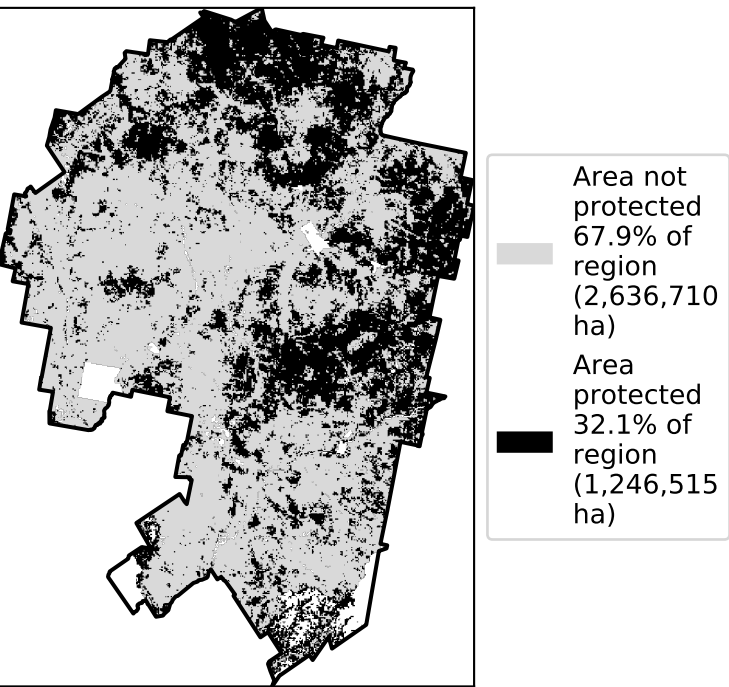 Area not
protected
67.9% of
region
(2,636,710
ha)
Area
protected
32.1% of
region
(1,246,515
ha)